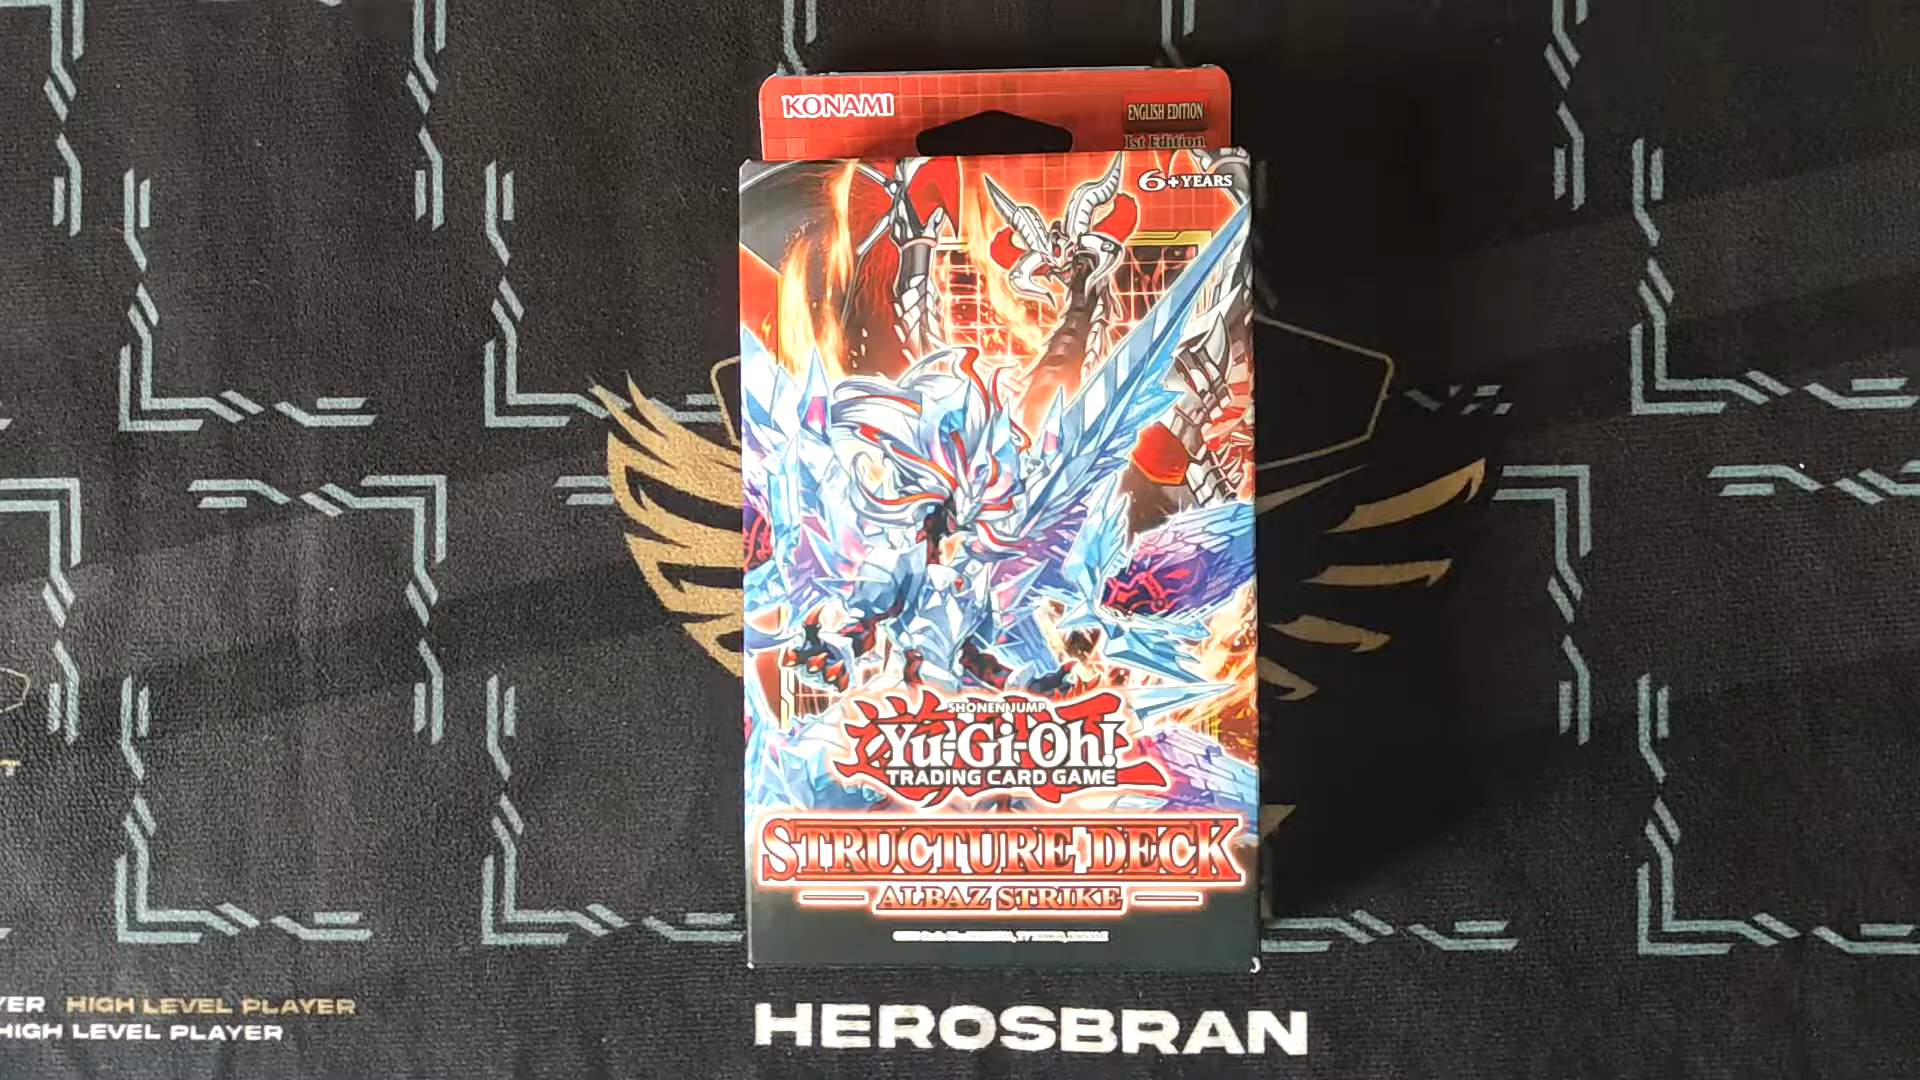 KONAMI
ENGLISH EDITION
1st Edition
6+YEARS
SHONEN JUMP
Yu-Gi-Oh!
TRADING CARD GAME
STRUCTURE DECK
ALBAZ STRIKE
YER HIGH LEVEL PLAYER
HIGH LEVEL PLAYER
HEROSBRAN